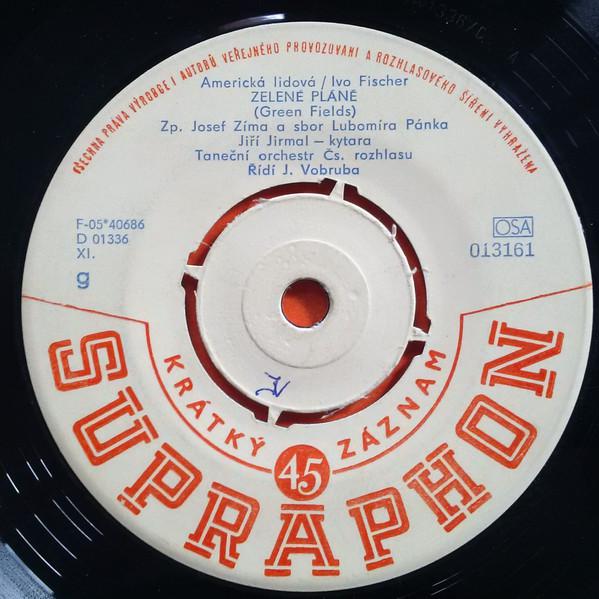 VŠECHNA PRÁVA VÝROBCE I AUTORŮ VEŘEJNÉHO PROVOZOVÁNÍ A ROZHLASOVÉHO ŠÍŘENÍ VYHRAŽENA
Americká lidová / Ivo Fischer
ZELENÉ PLÁNĚ
(Green Fields)
Zp. Josef Zíma a sbor Lubomíra Pánka
Jiří Jirmal – kytara
Taneční orchestr Čs. rozhlasu
Řídí J. Vobruba
F-05*40686
D 01336
XI.
g
OSA
013161
KRÁTKÝ 45 ZÁZNAM
SUPRAPHON